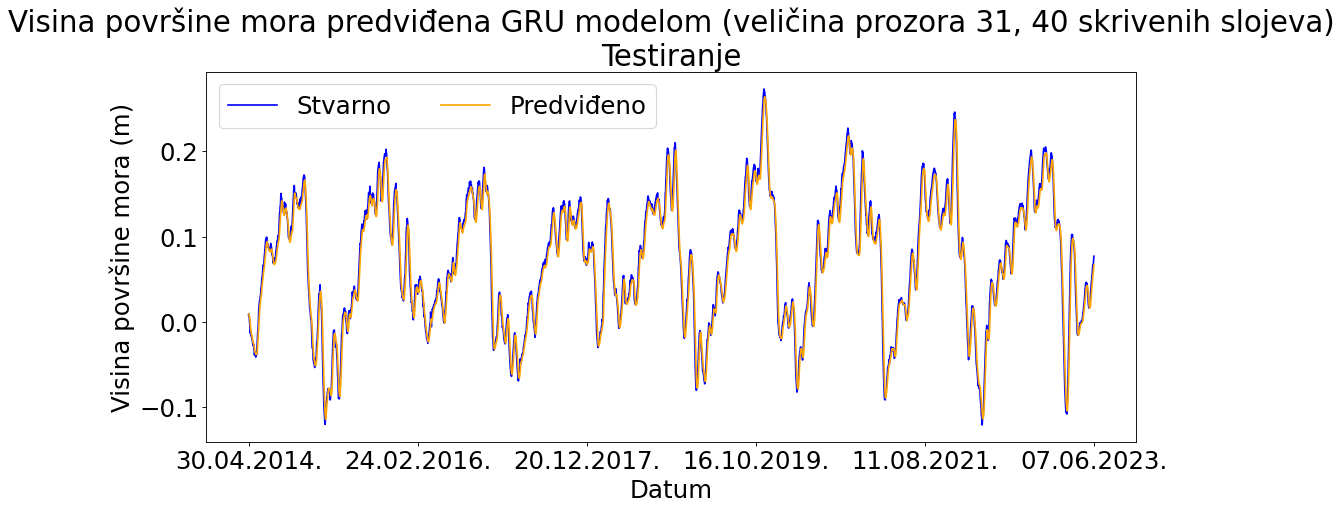 Visina površine mora predviđena GRU modelom (veličina prozora 31, 40 skrivenih slojeva)
Testiranje
Stvarno
Predviđeno
Visina površine mora (m)
0.2
0.1
0.0
−0.1
30.04.2014.
24.02.2016.
20.12.2017.
16.10.2019.
11.08.2021.
07.06.2023.
Datum